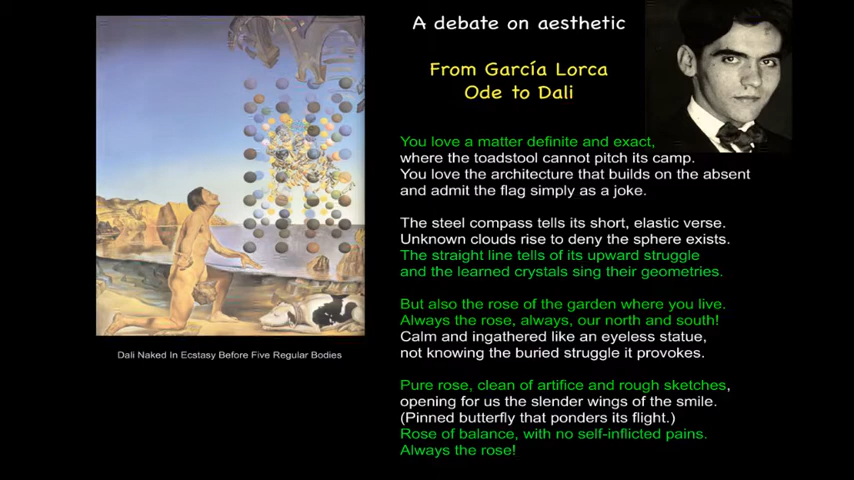 A debate on aesthetic
From García Lorca
Ode to Dali
You love a matter definite and exact,
where the toadstool cannot pitch its camp.
You love the architecture that builds on the absent
and admit the flag simply as a joke.
The steel compass tells its short, elastic verse.
Unknown clouds rise to deny the sphere exists.
The straight line tells of its upward struggle
and the learned crystals sing their geometries.
But also the rose of the garden where you live.
Always the rose, always, our north and south!
Calm and ingathered like an eyeless statue,
not knowing the buried struggle it provokes.
Pure rose, clean of artifice and rough sketches,
opening for us the slender wings of the smile.
(Pinned butterfly that ponders its flight.)
Rose of balance, with no self-inflicted pains.
Always the rose!
Dali Naked In Ecstasy Before Five Regular Bodies